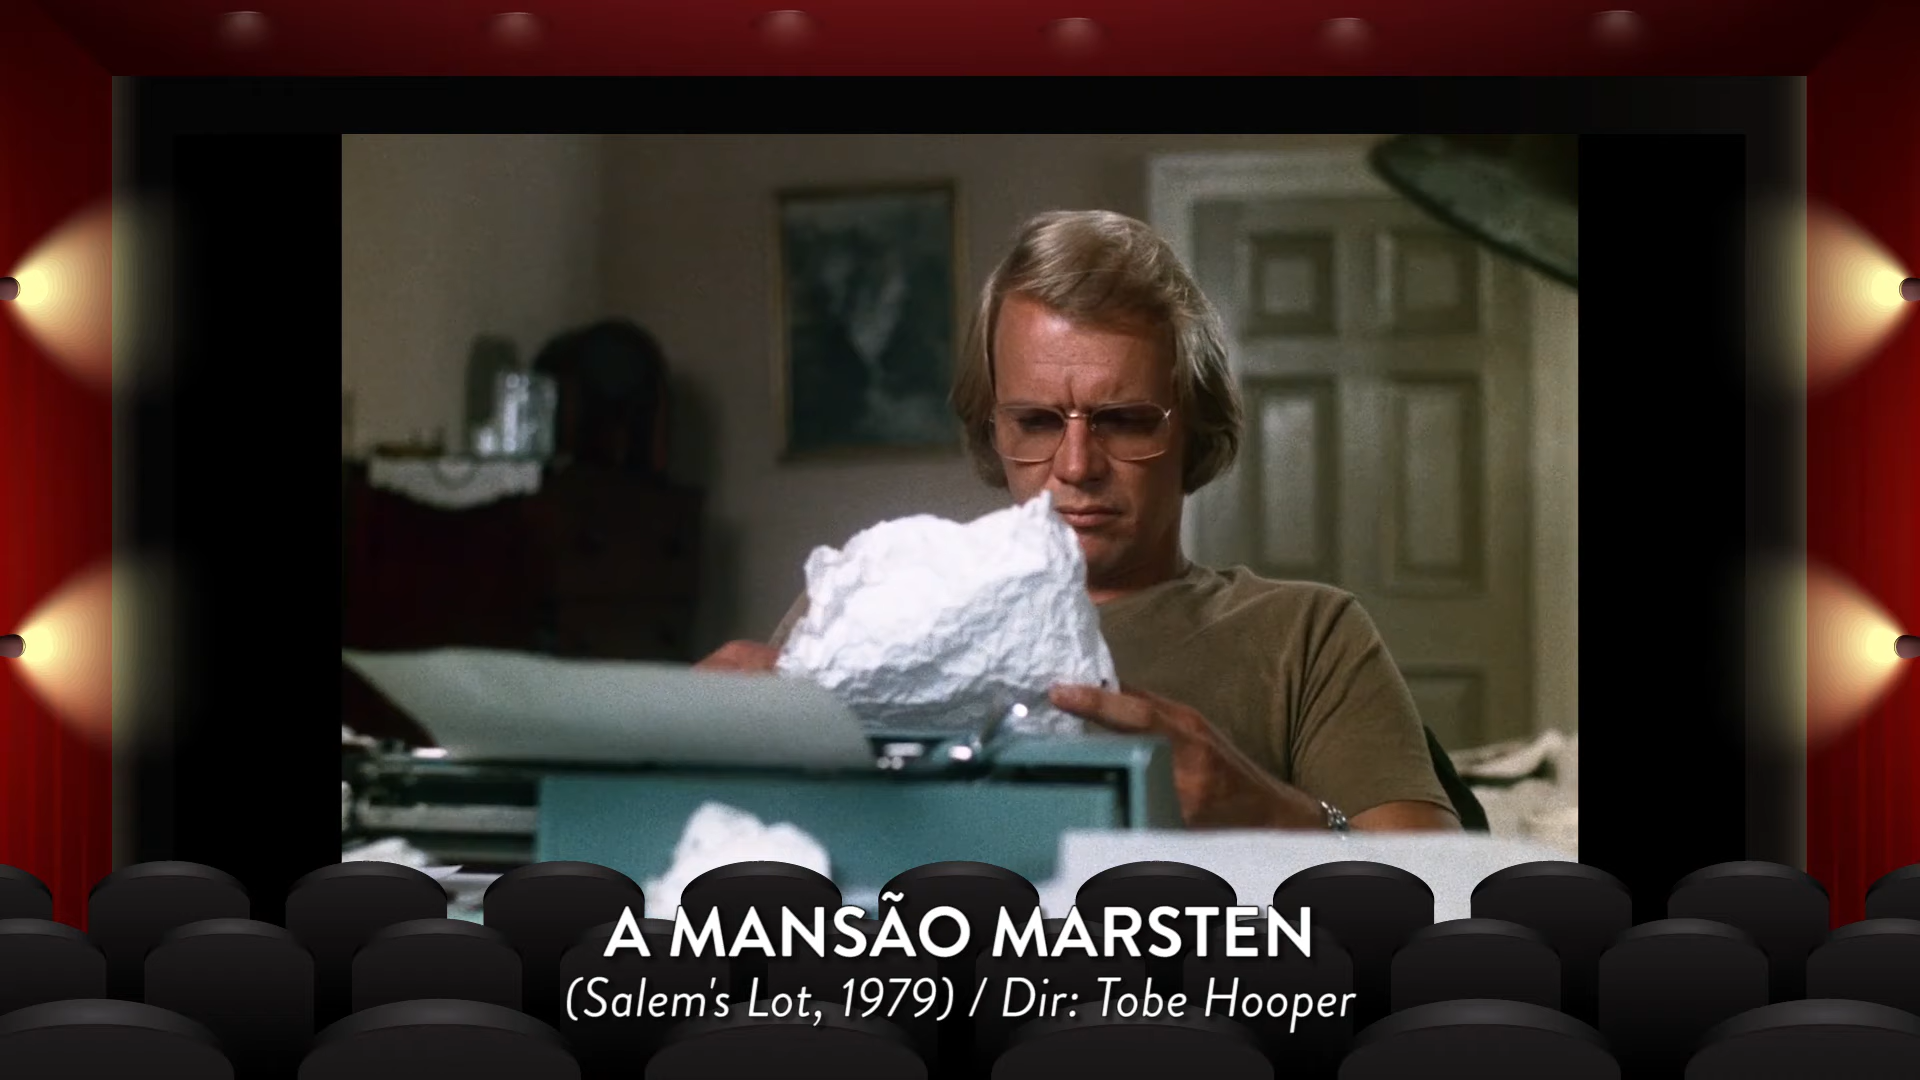 A MANSÃO MARSTEN
(Salem's Lot, 1979) / Dir: Tobe Hooper